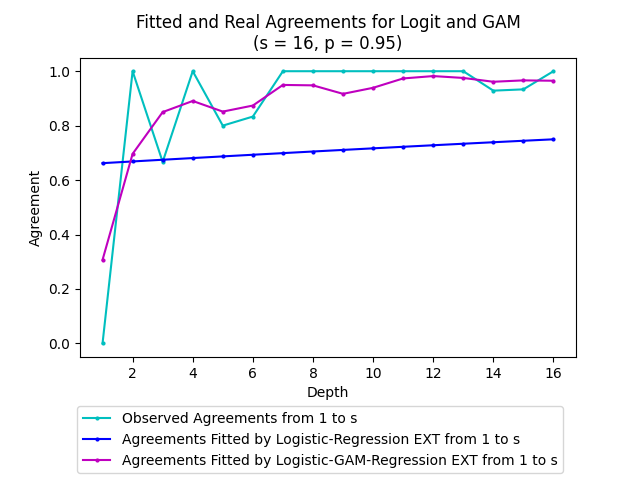 Fitted and Real Agreements for Logit and GAM
(s = 16, p = 0.95)
1.0
0.8
0.6
0.4
0.2
0.0
Agreement
2 4 6 8 10 12 14 16
Depth
Observed Agreements from 1 to s
Agreements Fitted by Logistic-Regression EXT from 1 to s
Agreements Fitted by Logistic-GAM-Regression EXT from 1 to s